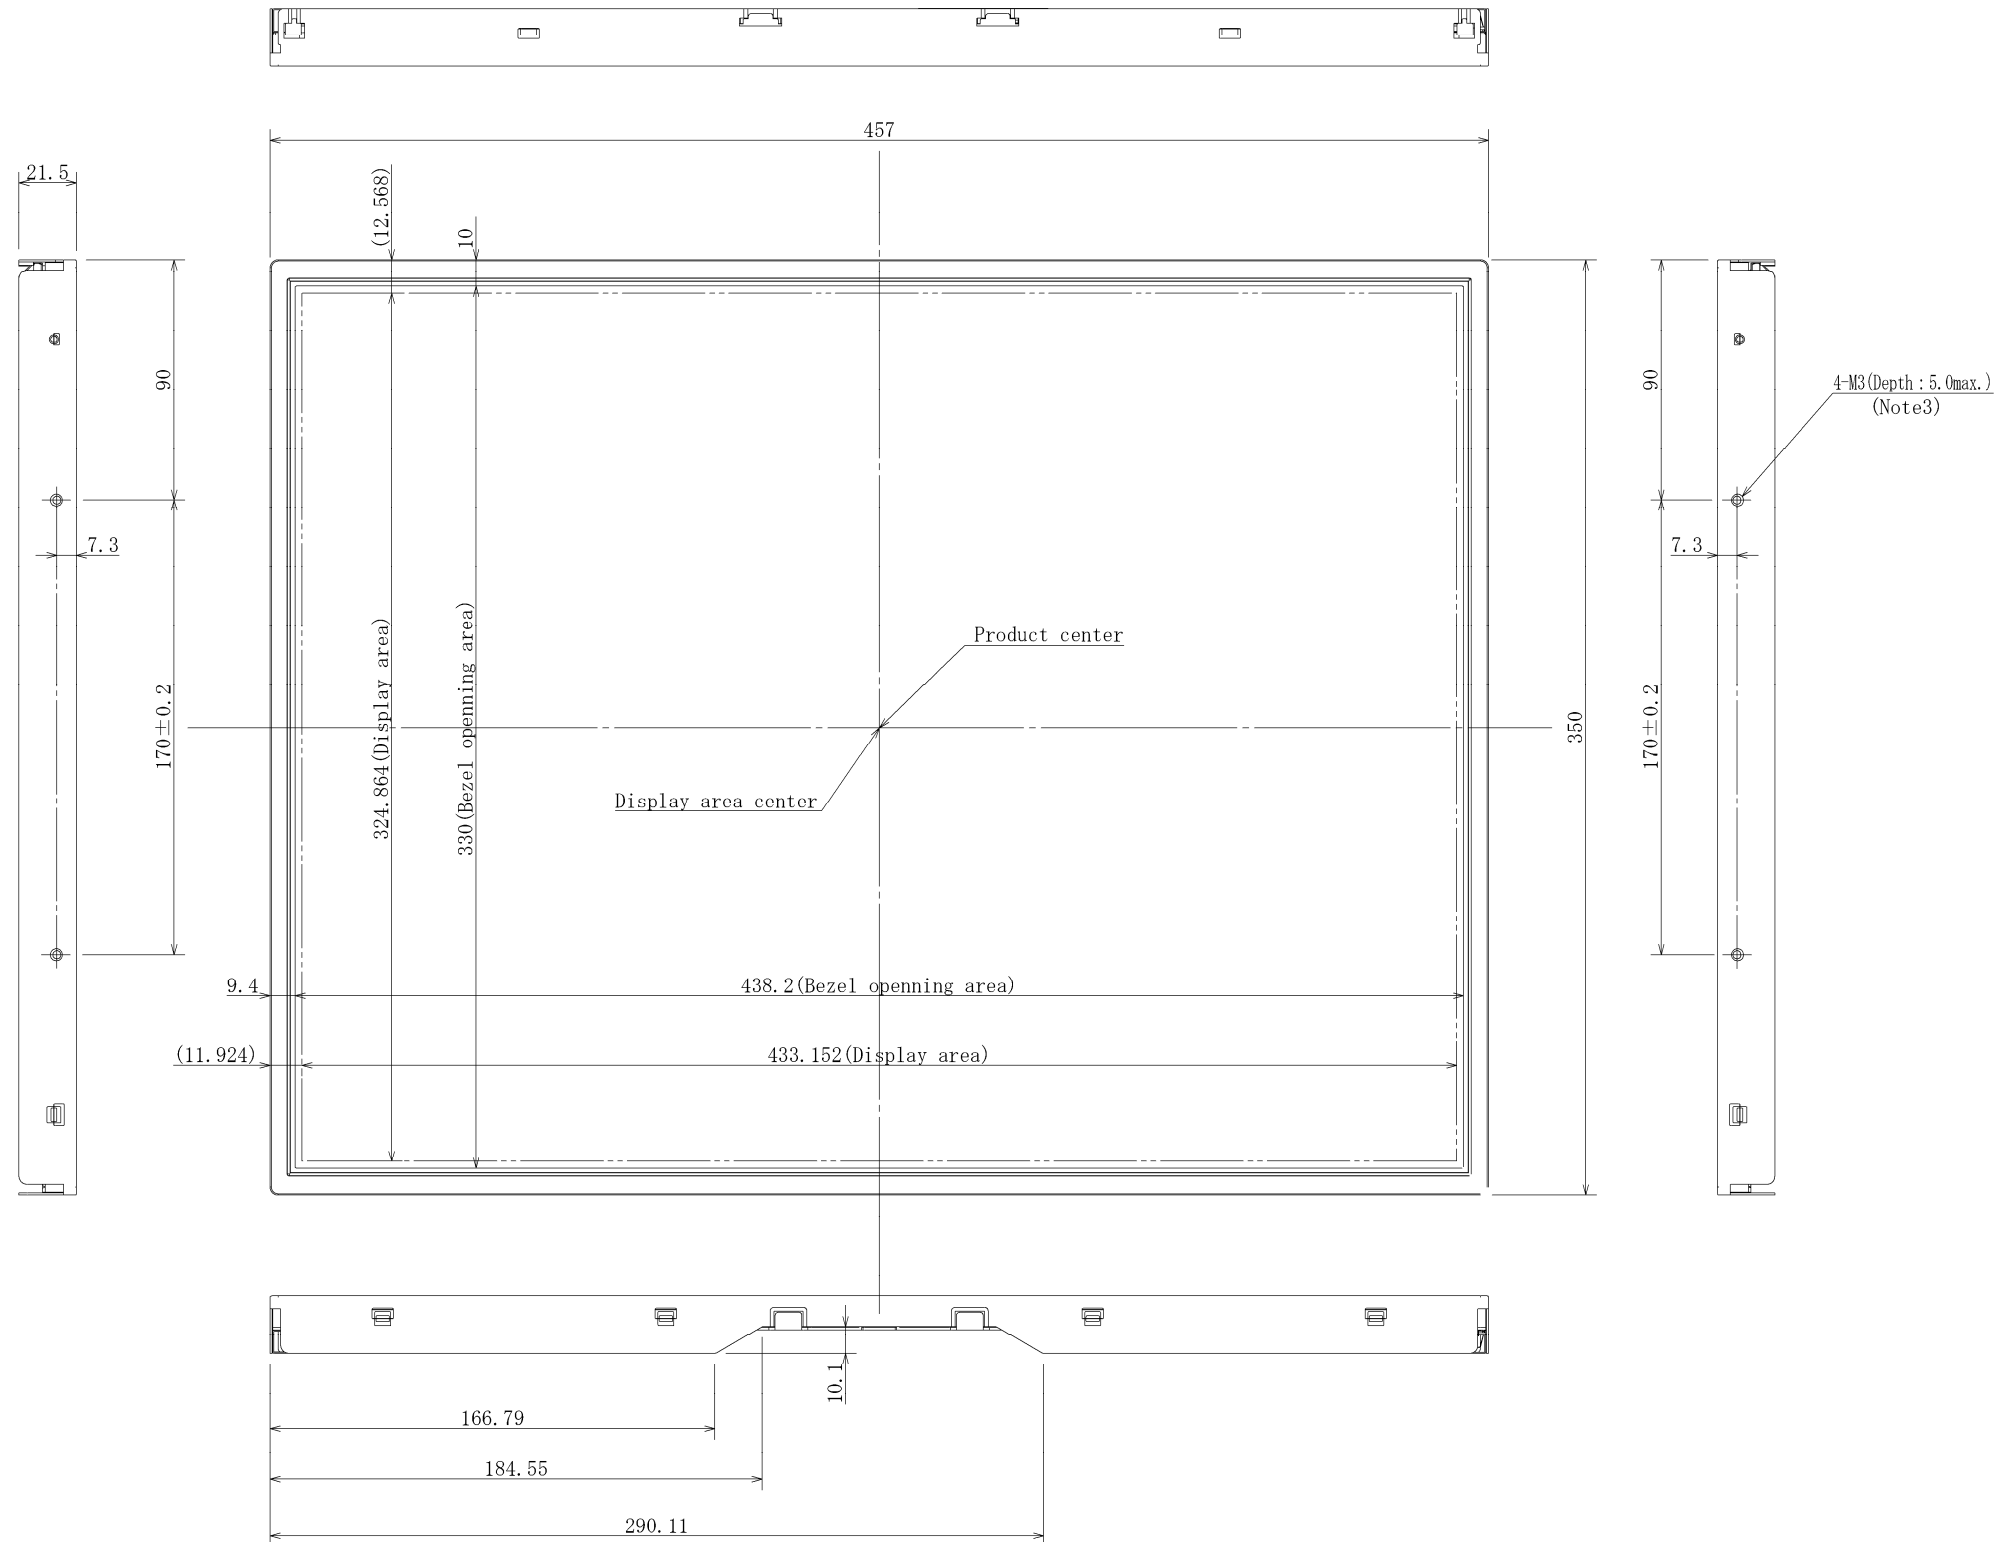 457
21.5
(12.568)
10
90
90
4-M3(Depth:5.0max.)
(Note3)
7.3
7.3
Product center
324.864(Display area)
330(Bezel openning area)
170±0.2
350
170±0.2
Display area center
9.4
438.2(Bezel openning area)
(11.924)
433.152(Display area)
10.1
166.79
184.55
290.11